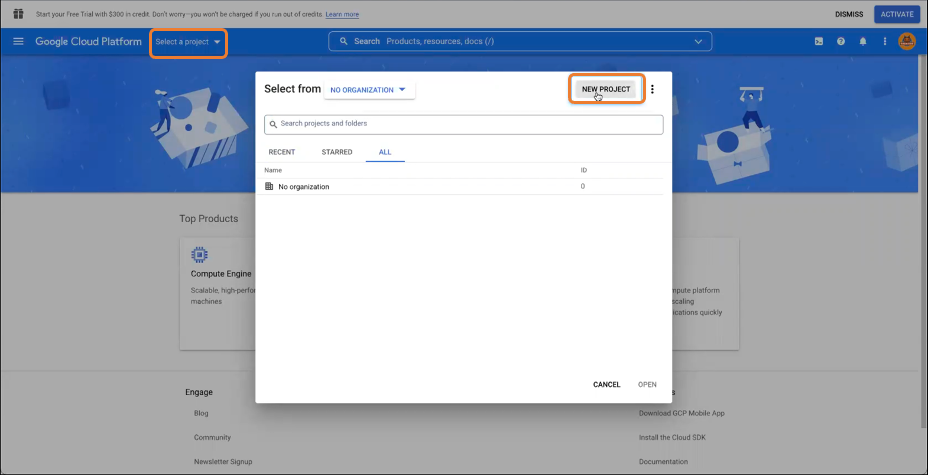 Start your Free Trial with $300 in credit. Don't worry—you won't be charged if you run out of credits. Learn more
DISMISS
ACTIVATE
Google Cloud Platform
Select a project
Search Products, resources, docs (/)
Select from
NO ORGANIZATION
NEW PROJECT
Search projects and folders
RECENT
STARRED
ALL
Name
ID
No organization
0
CANCEL
OPEN
Top Products
Compute Engine
Scalable, high-perfo
machines
mpute platform
scaling
ications quickly
Engage
s
Blog
Download GCP Mobile App
Community
Install the Cloud SDK
Newsletter Signup
Documentation